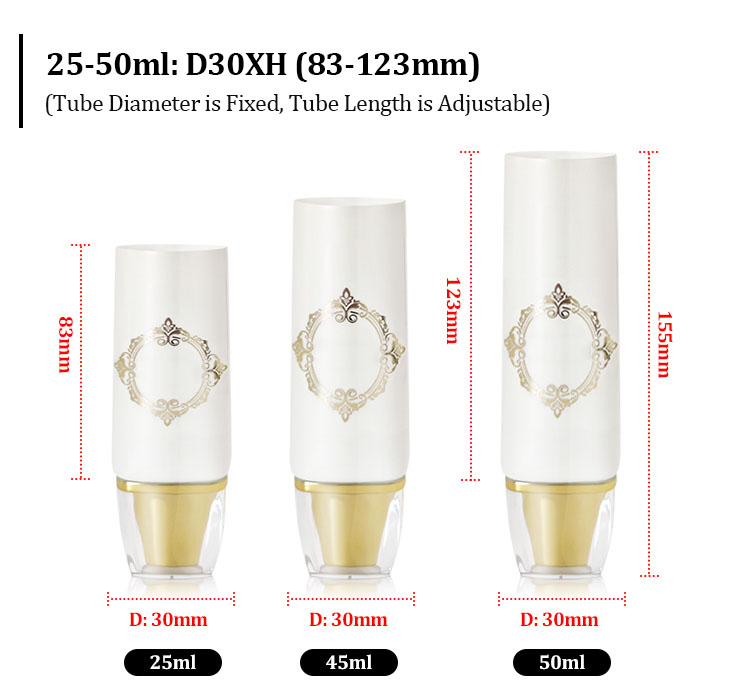 25-50ml: D30XH (83-123mm)
(Tube Diameter is Fixed, Tube Length is Adjustable)
83mm
123mm
155mm
D: 30mm
D: 30mm
D: 30mm
25ml
45ml
50ml